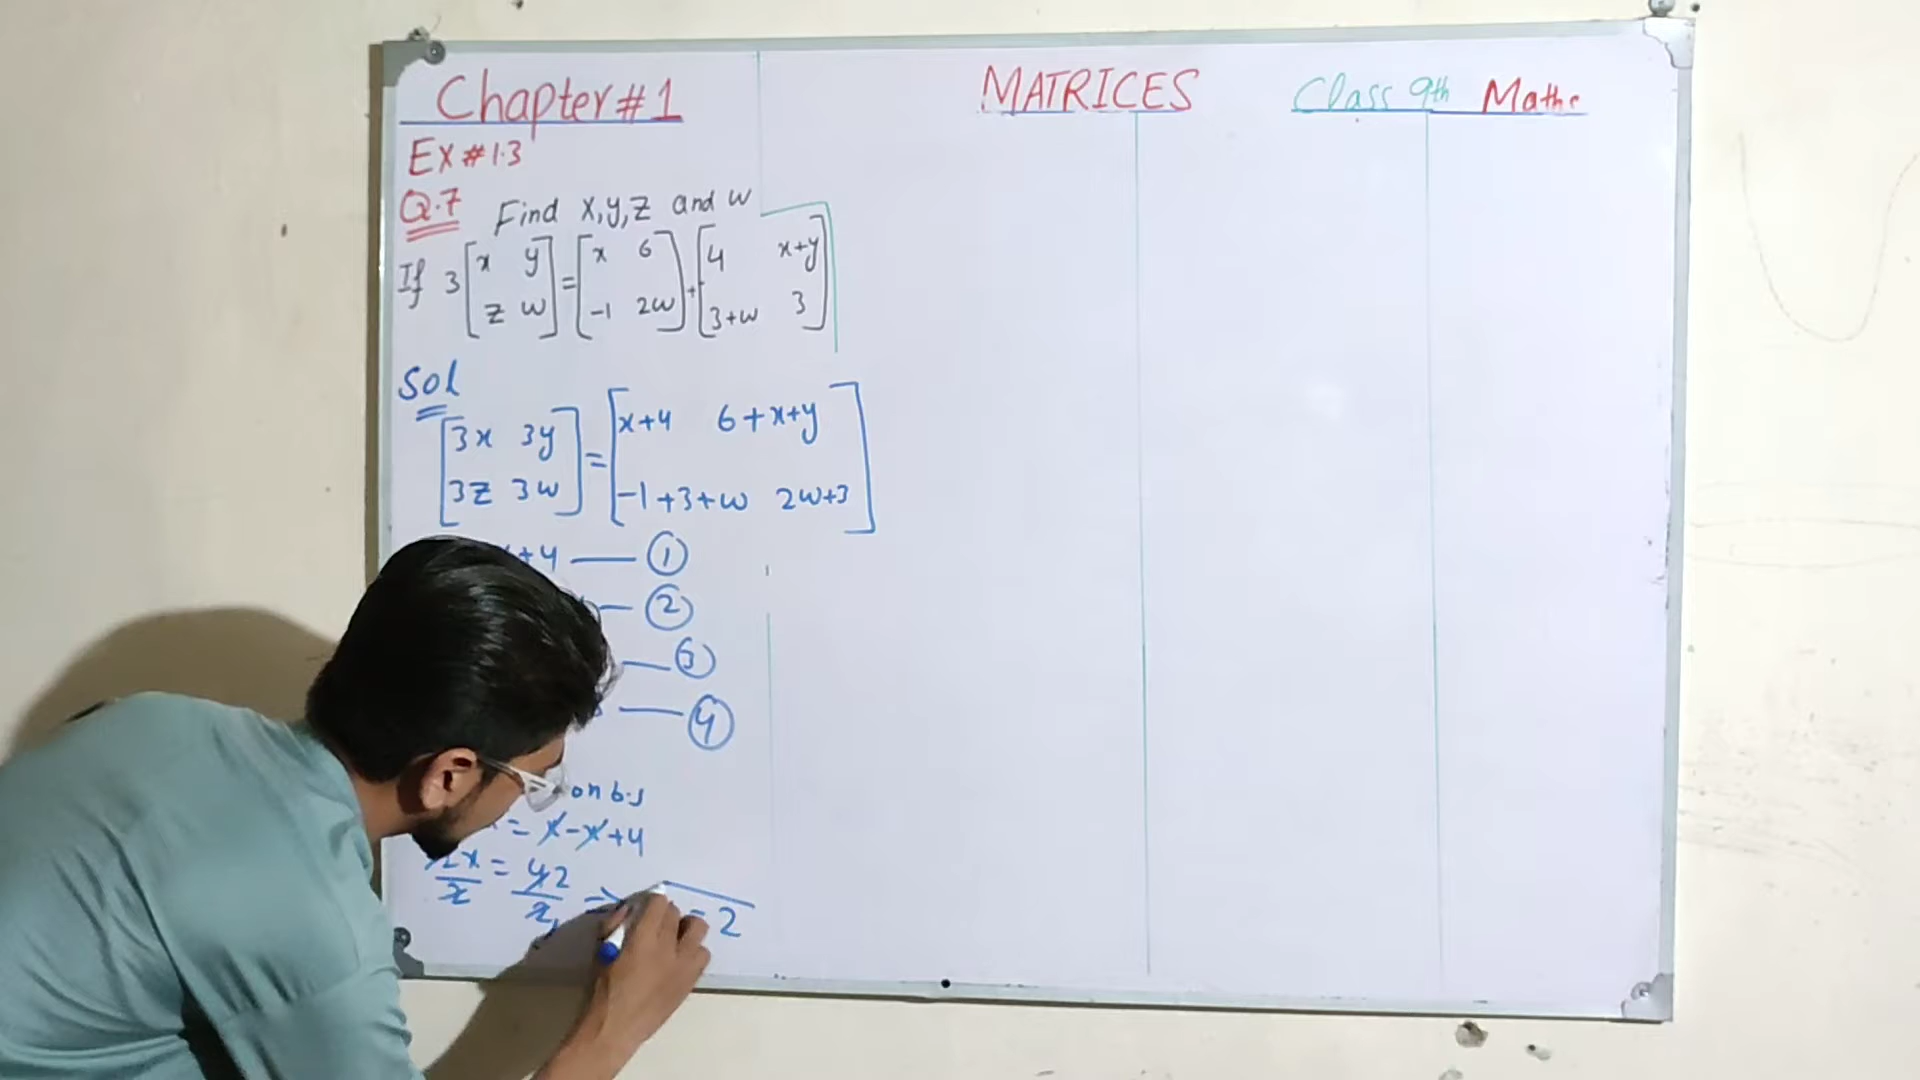 Chapter # 1
MATRICES
Class 9th Maths
EX # 1.3
Q.7 Find x,y,z and w
If 3 [x y] = [x 6] + [4 x+y]
[z w] [-1 2w] [3+w 3]
Sol
[3x 3y] = [x+4 6+x+y]
[3z 3w] [-1+3+w 2w+3]
+4 — ①
— ②
— ③
— ④
on b.s
= x-x+4
2x/2 = 4 2/2 1 ⇒ = 2